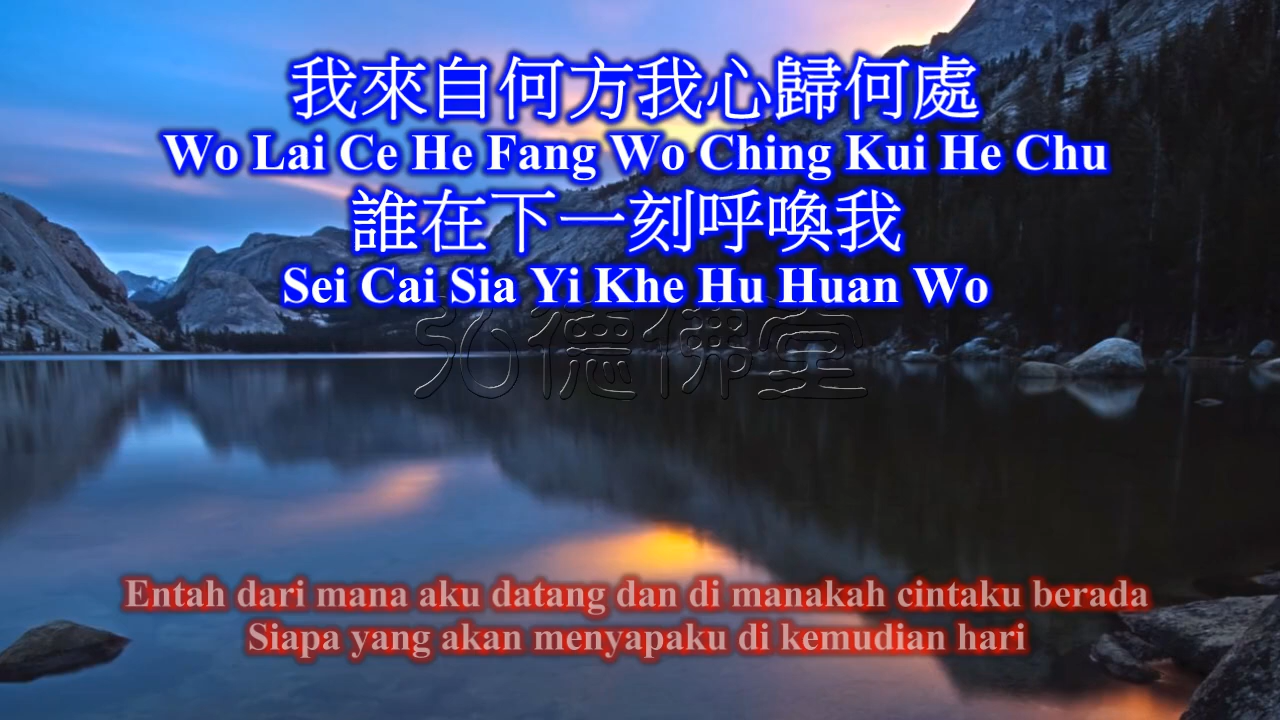 我來自何方我心歸何處
Wo Lai Ce He Fang Wo Ching Kui He Chu
誰在下一刻呼喚我
Sei Cai Sia Yi Khe Hu Huan Wo
弘德佛堂
Entah dari mana aku datang dan di manakah cintaku berada
Siapa yang akan menyapaku di kemudian hari